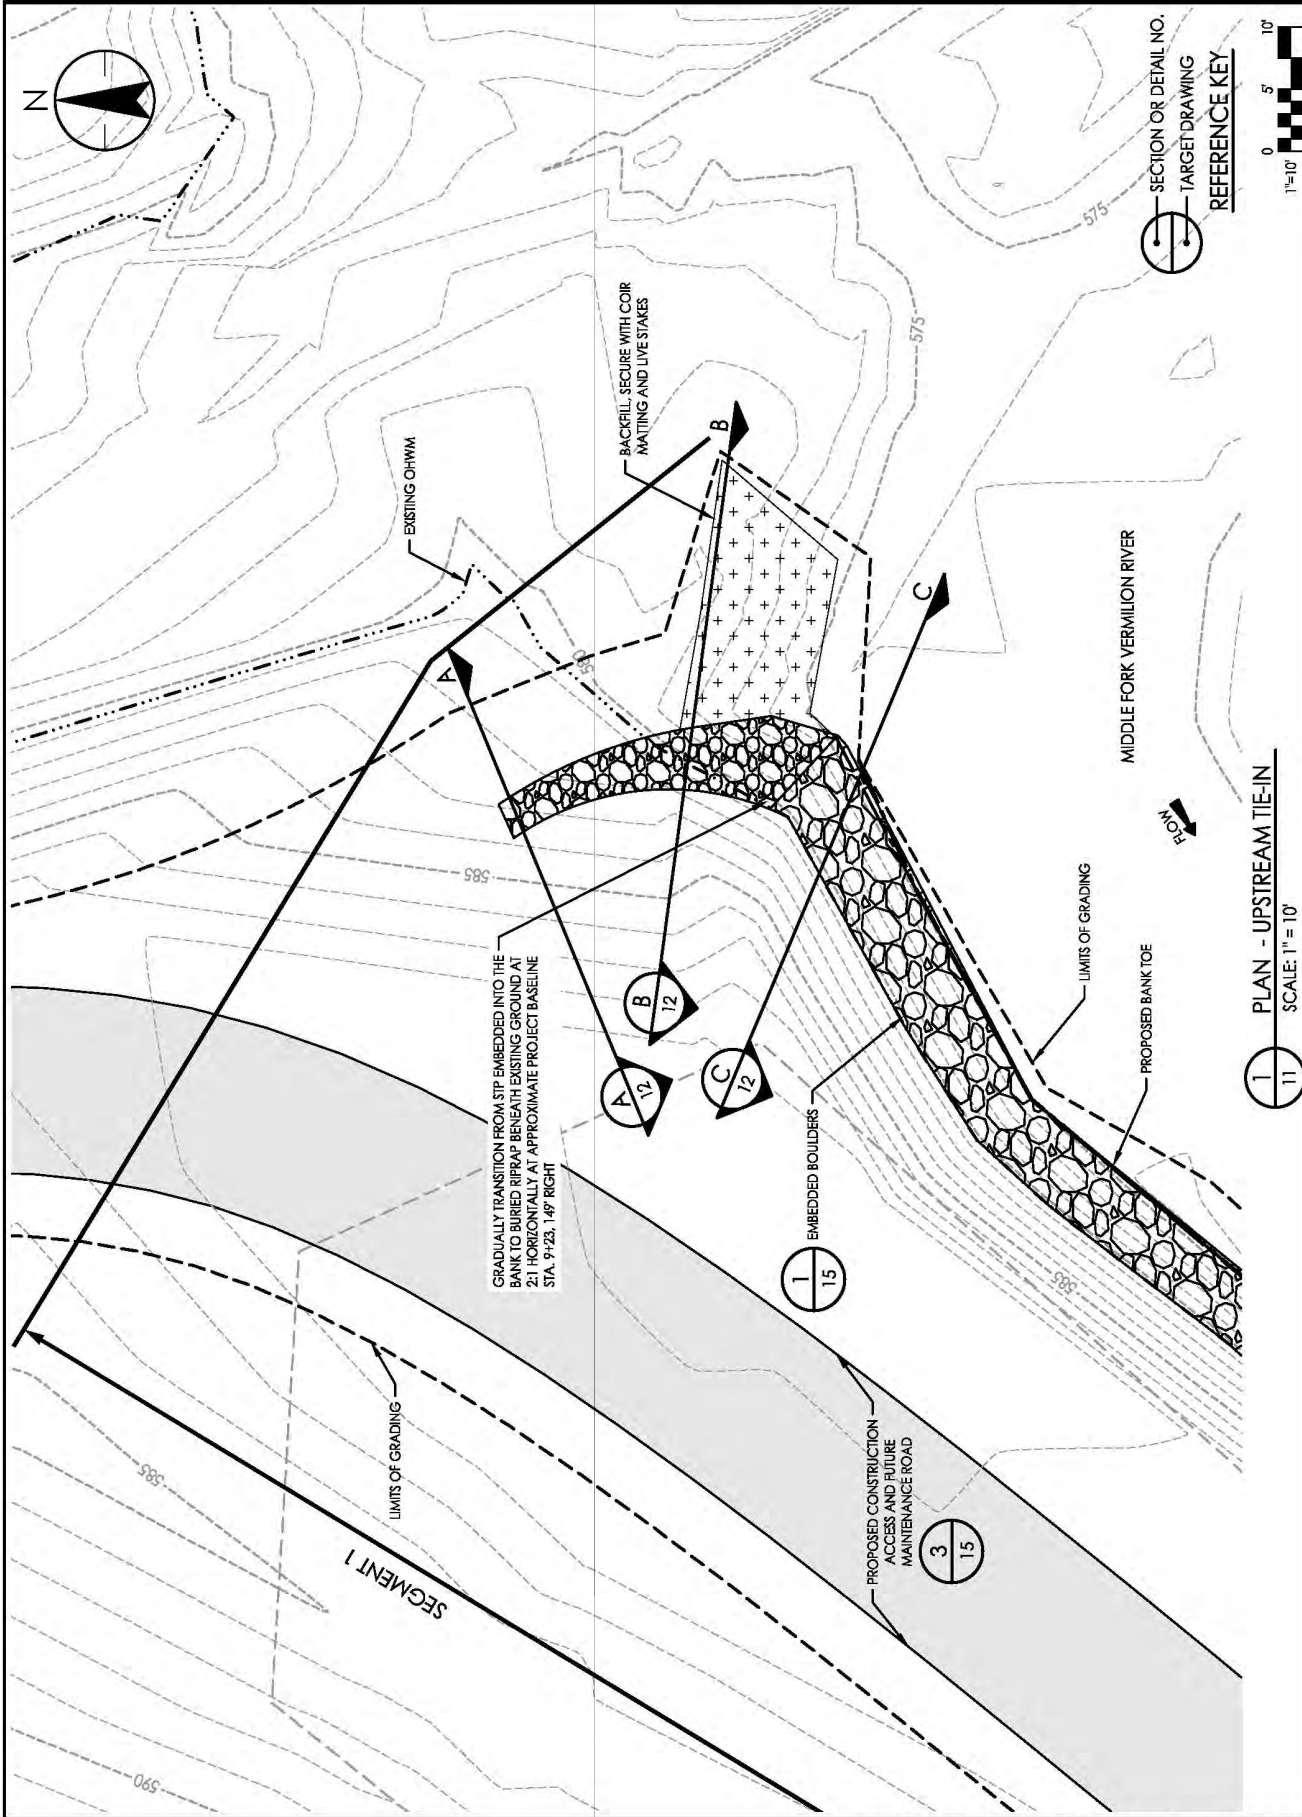 N
EXISTING OHWM
BACKFILL, SECURE WITH COIR
MATTING AND LIVE STAKES
SECTION OR DETAIL NO.
TARGET DRAWING
REFERENCE KEY
0
5'
10'
1"=10'
575
575
580
585
585
585
590
A
B
C
A
12
B
12
C
12
GRADUALLY TRANSITION FROM STP EMBEDDED INTO THE
BANK TO BURIED RIPRAP BENEATH EXISTING GROUND AT
2:1 HORIZONTALLY AT APPROXIMATE PROJECT BASELINE
STA. 9+23, 149' RIGHT
LIMITS OF GRADING
SEGMENT 1
1
15
EMBEDDED BOULDERS
PROPOSED CONSTRUCTION
ACCESS AND FUTURE
MAINTENANCE ROAD
3
15
MIDDLE FORK VERMILION RIVER
FLOW
LIMITS OF GRADING
PROPOSED BANK TOE
1
11
PLAN - UPSTREAM TIE-IN
SCALE: 1" = 10'